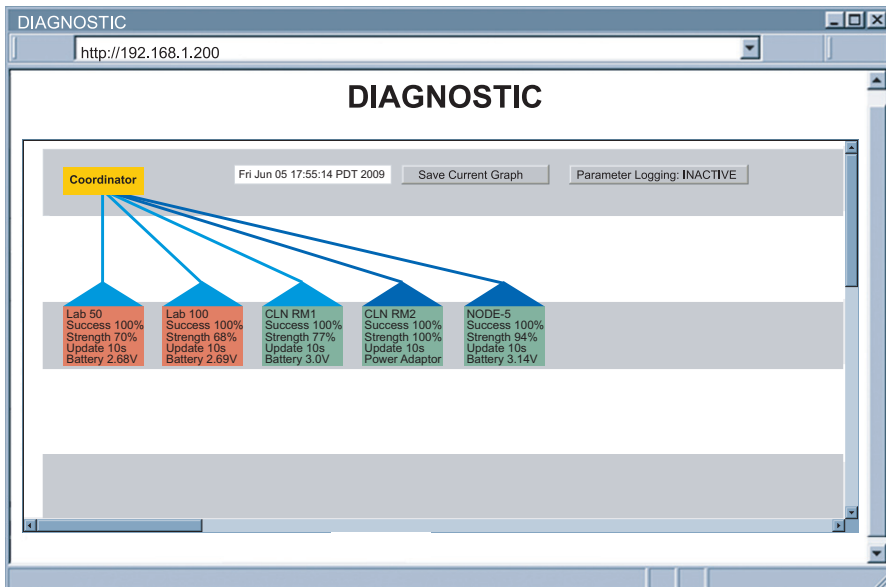 DIAGNOSTIC
http://192.168.1.200
DIAGNOSTIC
Coordinator
Fri Jun 05 17:55:14 PDT 2009
Save Current Graph
Parameter Logging: INACTIVE
Lab 50
Success 100%
Strength 70%
Update 10s
Battery 2.68V
Lab 100
Success 100%
Strength 68%
Update 10s
Battery 2.69V
CLN RM1
Success 100%
Strength 77%
Update 10s
Battery 3.0V
CLN RM2
Success 100%
Strength 100%
Update 10s
Power Adaptor
NODE-5
Success 100%
Strength 94%
Update 10s
battery 3.14V